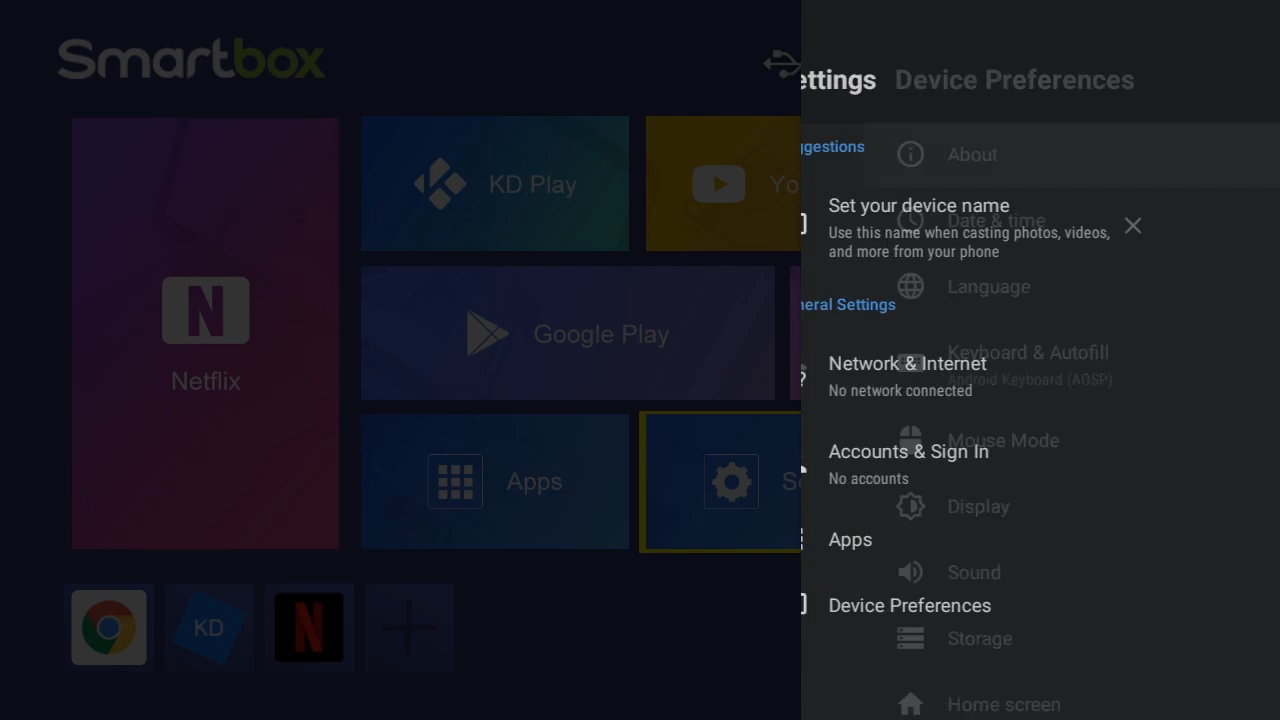 Smartbox
Netflix
KD Play
Yo
Google Play
Apps
S
KD
ettings
ggestions
Set your device name
Use this name when casting photos, videos,
and more from your phone
neral Settings
Network & Internet
No network connected
Accounts & Sign In
No accounts
Apps
Device Preferences
Device Preferences
About
Date & time
Language
Keyboard & Autofill
Android Keyboard (AOSP)
Mouse Mode
Display
Sound
Storage
Home screen